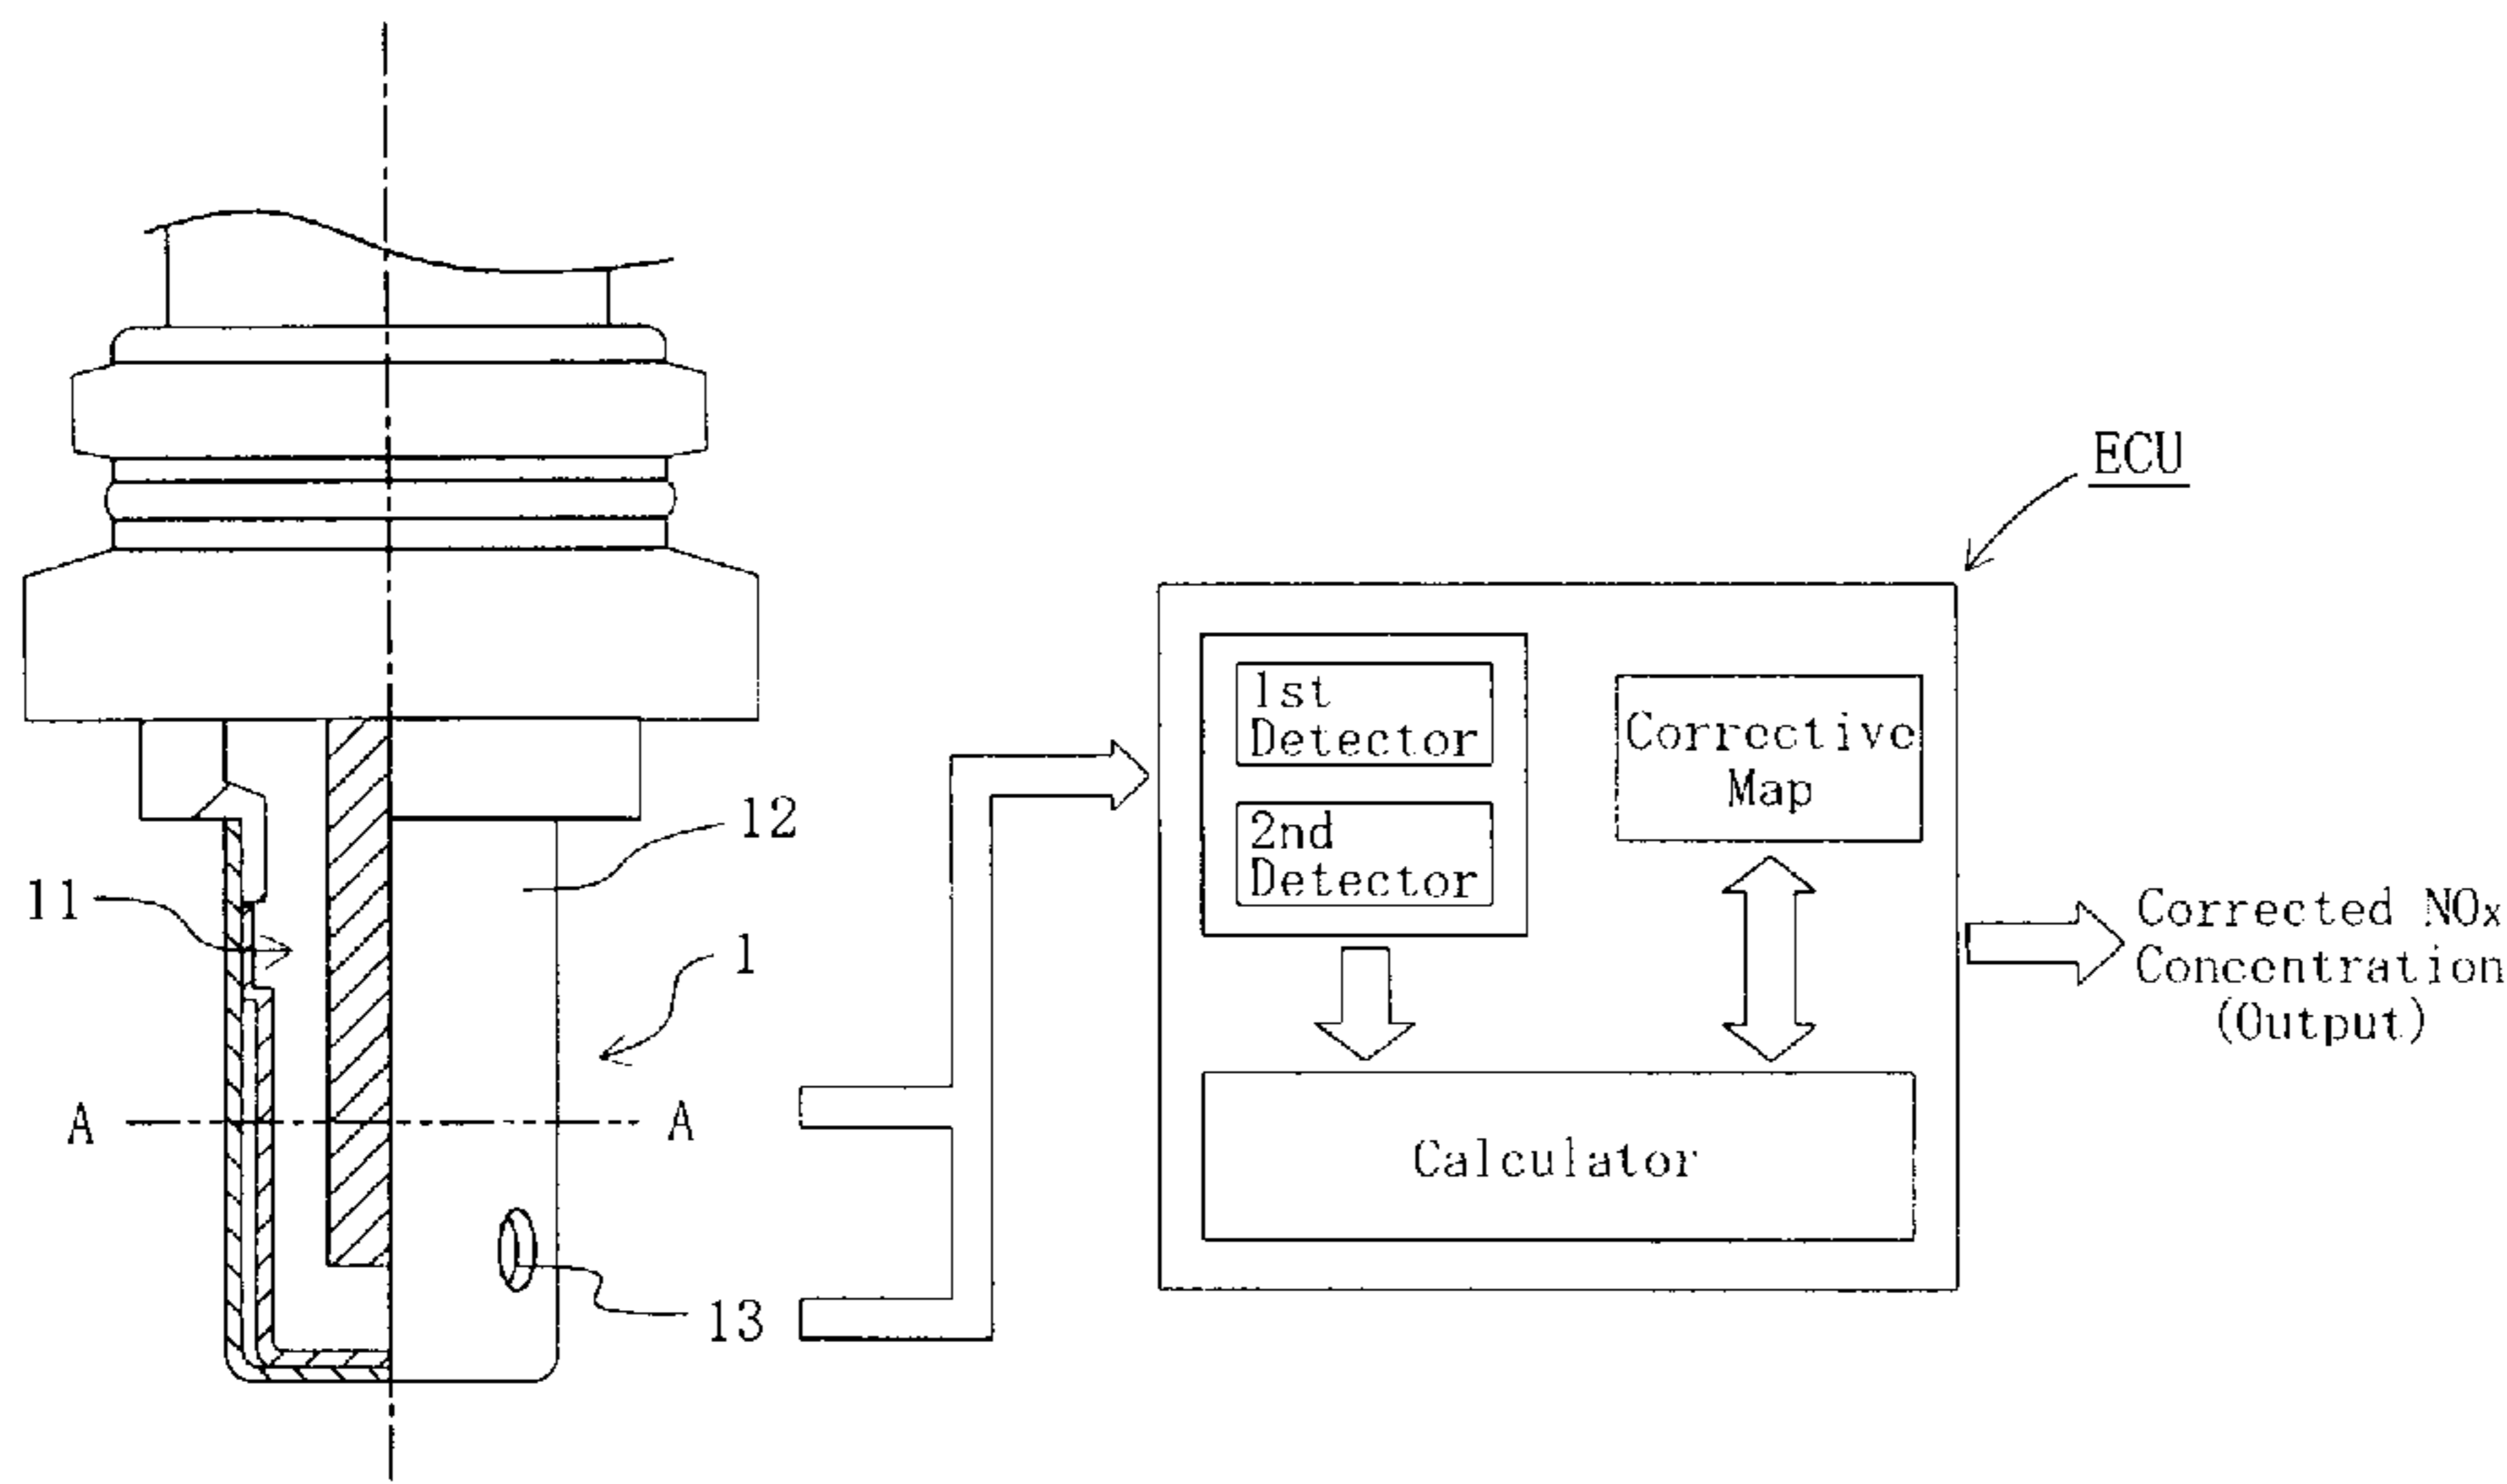 ECU
1st
Detector
Corrective
Map
12
2nd
Detector
11
Corrected NOx
1
Concentration
(Output)
A
A
Calculator
13